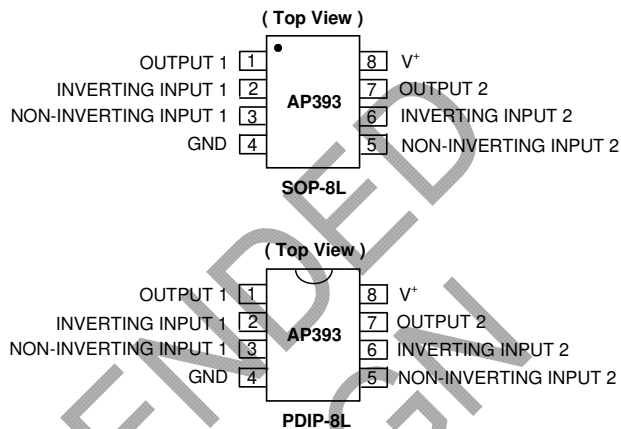 ( Top View )
OUTPUT 1 1 8 V⁺
INVERTING INPUT 1 2 7 OUTPUT 2
AP393
NON-INVERTING INPUT 1 3 6 INVERTING INPUT 2
GND 4 5 NON-INVERTING INPUT 2
SOP-8L
( Top View )
OUTPUT 1 1 8 V⁺
INVERTING INPUT 1 2 7 OUTPUT 2
AP393
NON-INVERTING INPUT 1 3 6 INVERTING INPUT 2
GND 4 5 NON-INVERTING INPUT 2
PDIP-8L